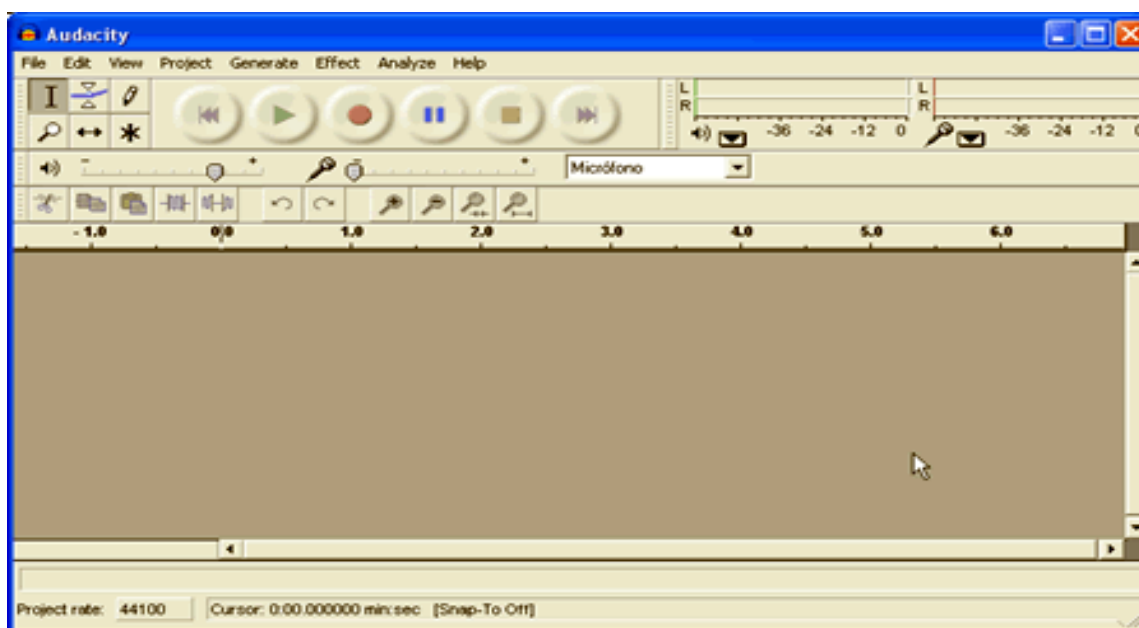 Audacity
File Edit View Project Generate Effect Analyze Help
L L
R R
-36 -24 -12 0 -36 -24 -12 0
- + - + Micrófono
- 1.0 0,0 1.0 2.0 3.0 4.0 5.0 6.0
Project rate: 44100 Cursor: 0:00.000000 min:sec [Snap-To Off]